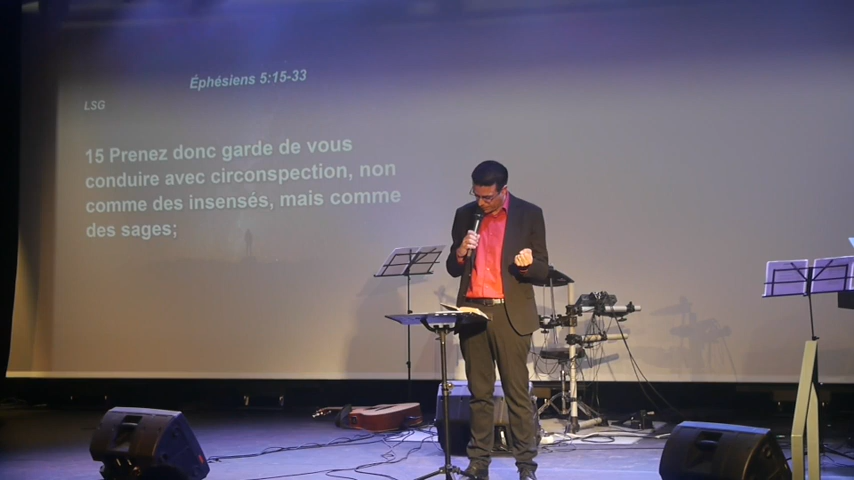 Éphésiens 5:15-33
LSG
15 Prenez donc garde de vous
conduire avec circonspection, non
comme des insensés, mais comme
des sages;